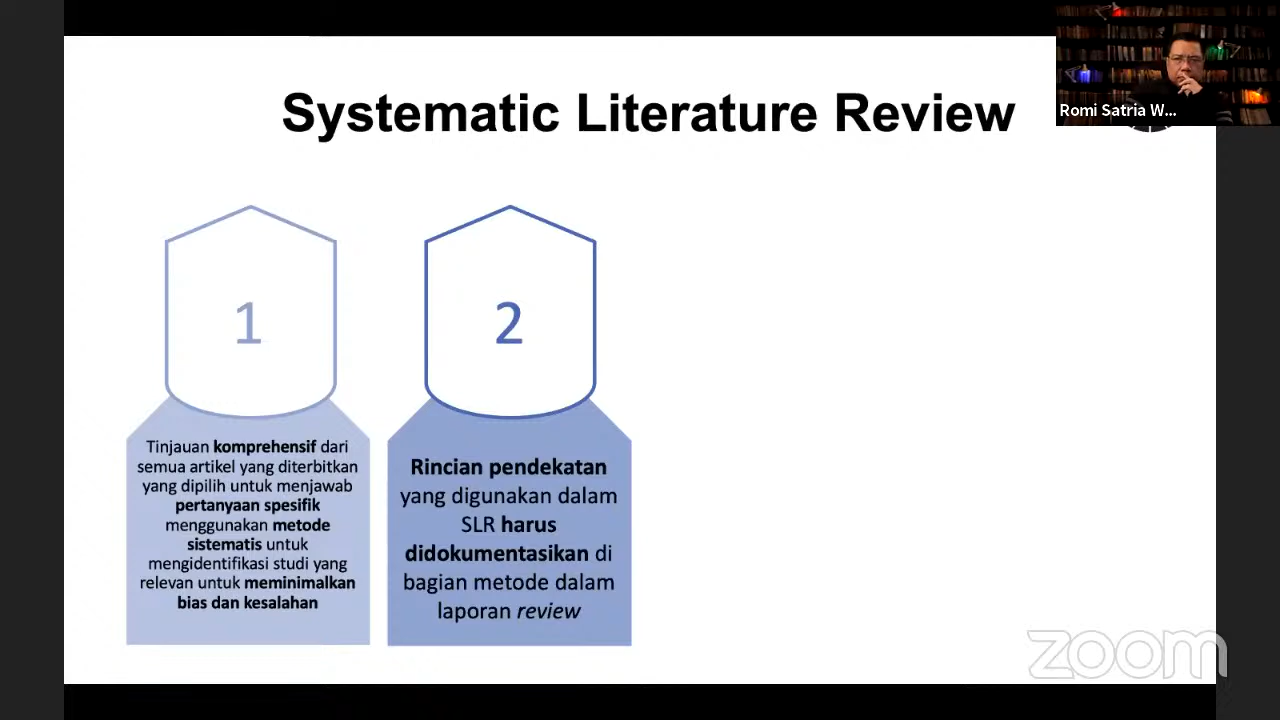 Systematic Literature Review
Romi Satria W...
1
2
Tinjauan komprehensif dari
semua artikel yang diterbitkan
yang dipilih untuk menjawab
pertanyaan spesifik
menggunakan metode
sistematis untuk
mengidentifikasi studi yang
relevan untuk meminimalkan
bias dan kesalahan
Rincian pendekatan
yang digunakan dalam
SLR harus
didokumentasikan di
bagian metode dalam
laporan review
zoom